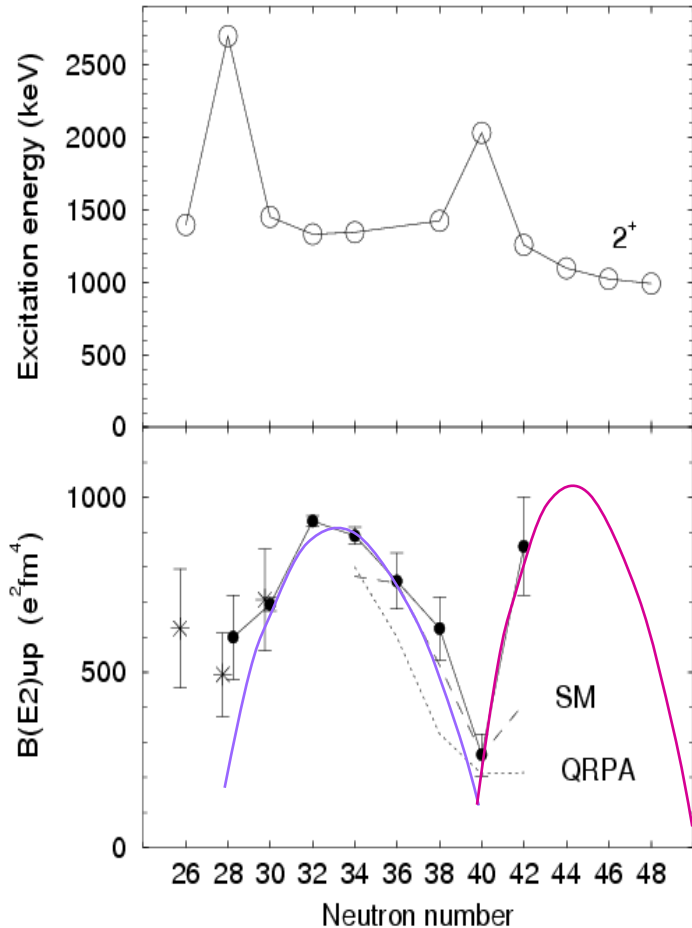 Excitation energy (keV)
2500
2000
1500
1000
500
0
2⁺
B(E2)up (e²fm⁴)
1000
500
0
SM
QRPA
26 28 30 32 34 36 38 40 42 44 46 48
Neutron number